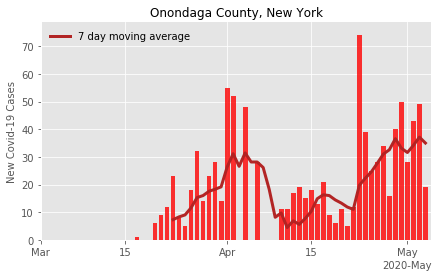 Onondaga County, New York
7 day moving average
New Covid-19 Cases
70
60
50
40
30
20
10
0
Mar
15
Apr
15
May
2020-May